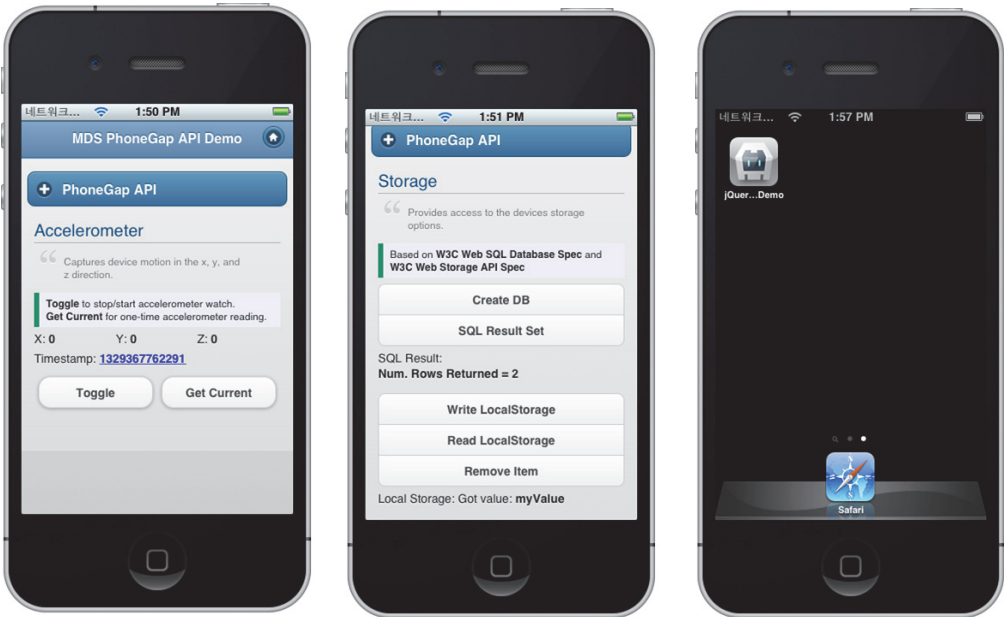 네트워크... 1:50 PM
MDS PhoneGap API Demo
PhoneGap API
Accelerometer
Captures device motion in the x, y, and
z direction.
Toggle to stop/start accelerometer watch.
Get Current for one-time accelerometer reading.
X: 0 Y: 0 Z: 0
Timestamp: 1329367762291
Toggle Get Current
네트워크... 1:51 PM
PhoneGap API
Storage
Provides access to the devices storage
options.
Based on W3C Web SQL Database Spec and
W3C Web Storage API Spec
Create DB
SQL Result Set
SQL Result:
Num. Rows Returned = 2
Write LocalStorage
Read LocalStorage
Remove Item
Local Storage: Got value: myValue
네트워크... 1:57 PM
jQuer...Demo
Safari